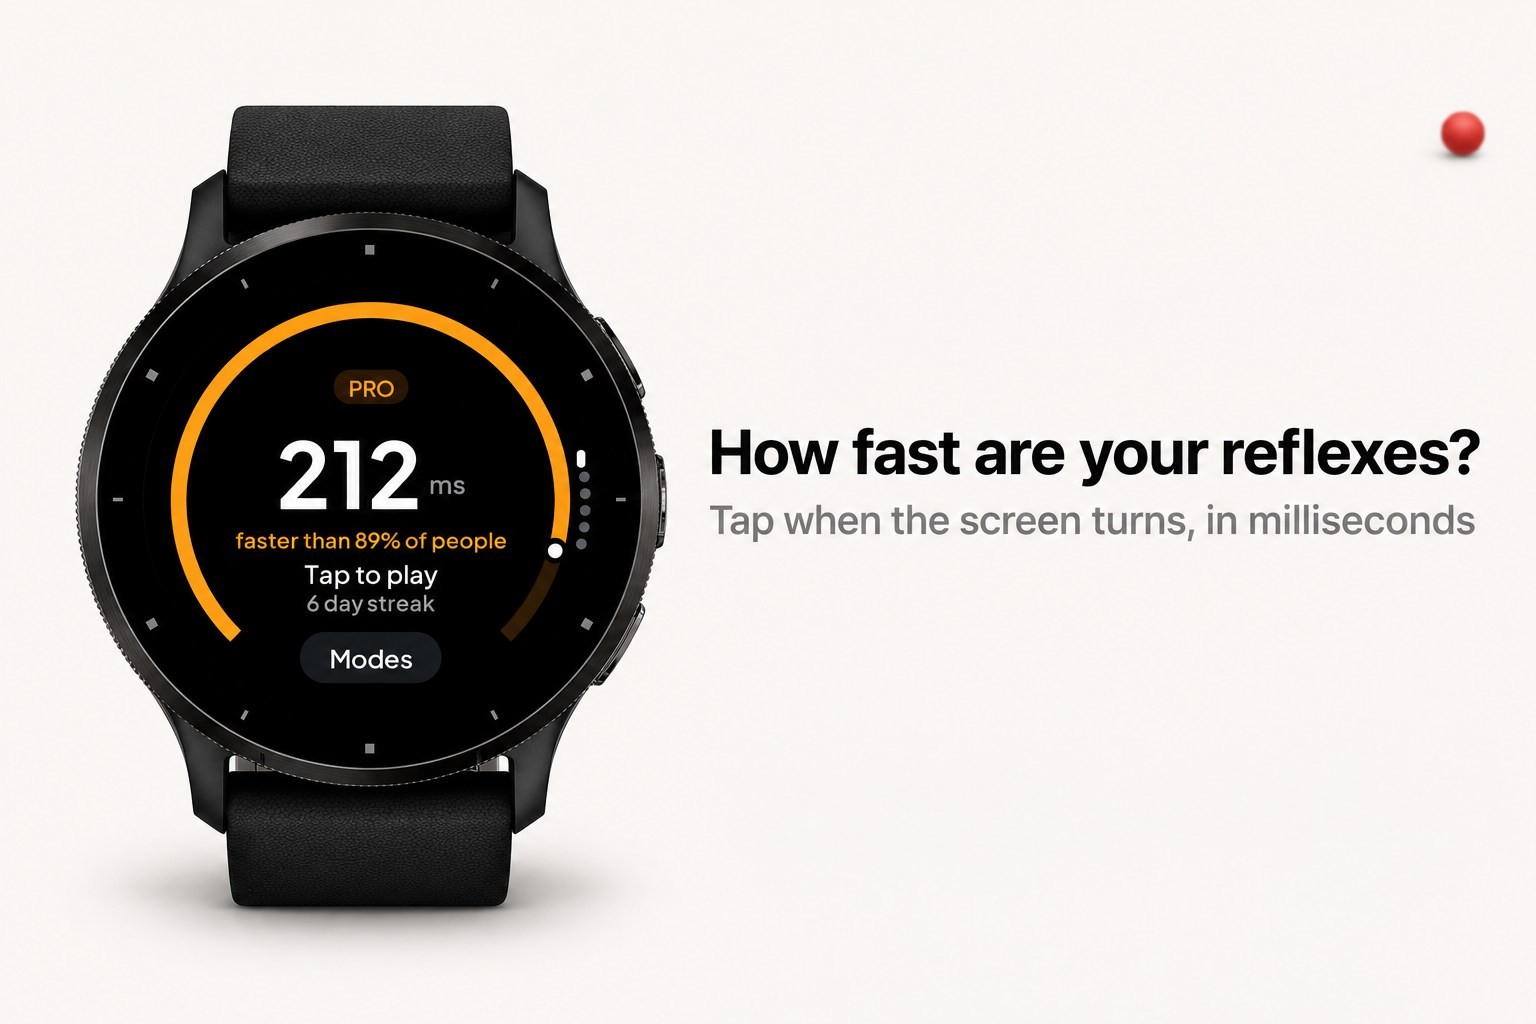 PRO
212 ms
faster than 89% of people
Tap to play
6 day streak
Modes
How fast are your reflexes?
Tap when the screen turns, in milliseconds